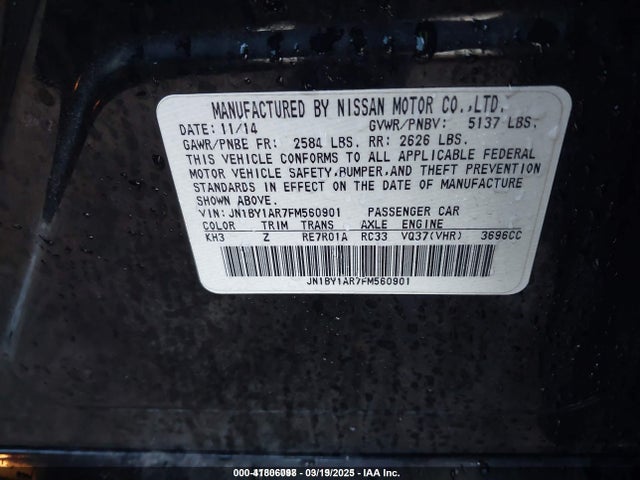 MANUFACTURED BY NISSAN MOTOR CO.,LTD.
DATE: 11/14 GVWR/PNBV: 5137 LBS.
GAWR/PNBE FR: 2584 LBS. RR: 2626 LBS.
THIS VEHICLE CONFORMS TO ALL APPLICABLE FEDERAL
MOTOR VEHICLE SAFETY,BUMPER,AND THEFT PREVENTION
STANDARDS IN EFFECT ON THE DATE OF MANUFACTURE
SHOWN ABOVE.
VIN: JN1BY1AR7FM560901 PASSENGER CAR
COLOR TRIM TRANS AXLE ENGINE
KH3 Z RE7R01A RC33 VQ37(VHR) 3696CC
JN1BY1AR7FM560901
03/19/2025 - IAA Inc.